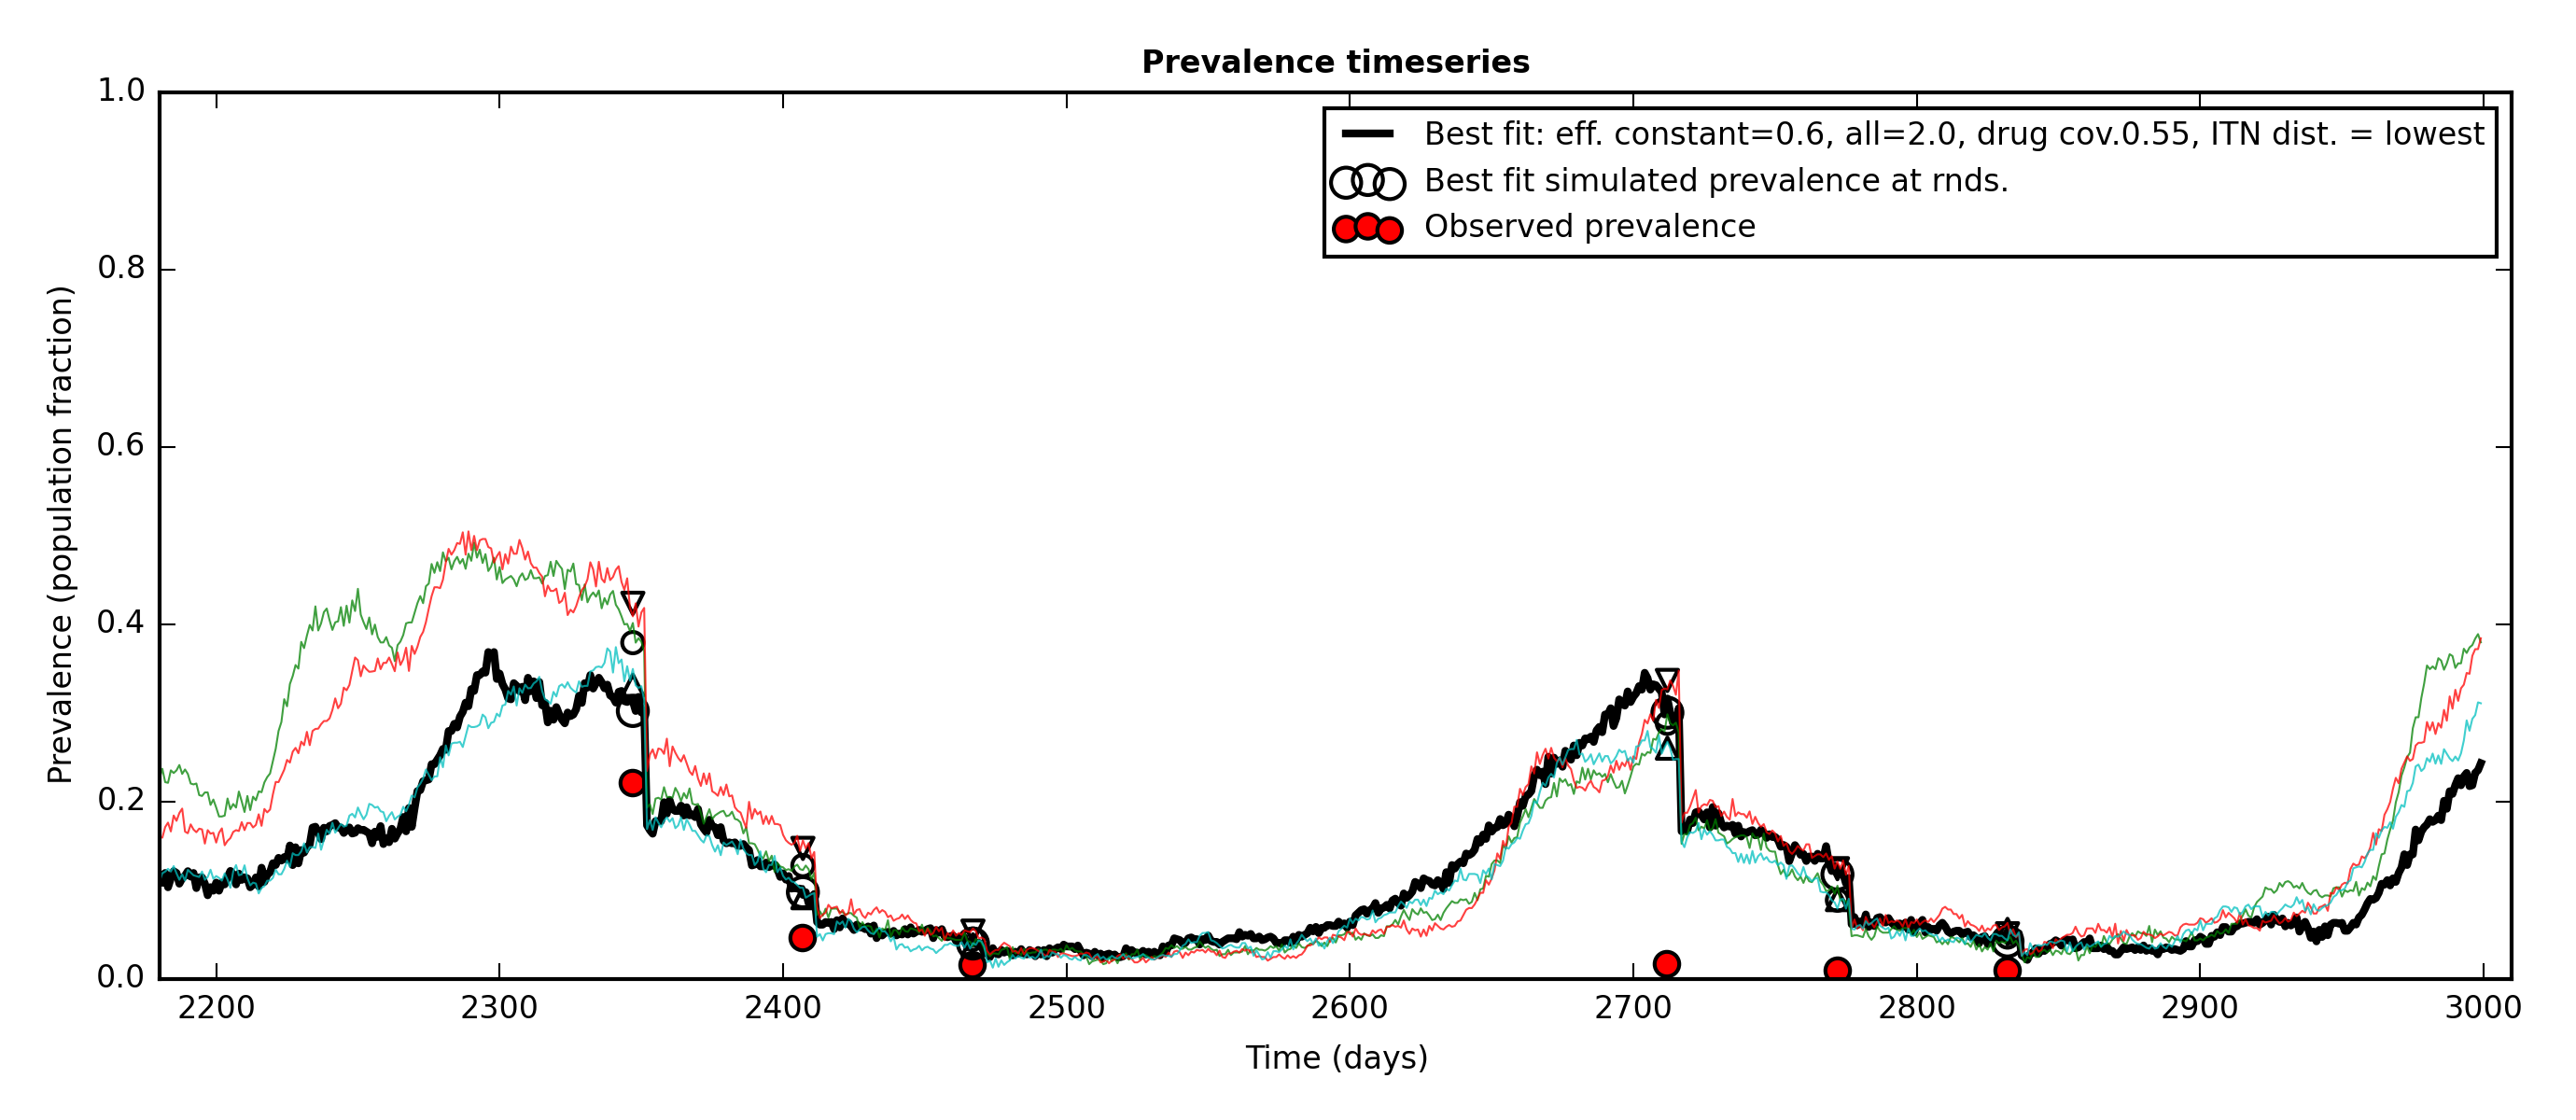 Prevalence timeseries
1.0
0.8
0.6
0.4
0.2
0.0
Prevalence (population fraction)
Best fit: eff. constant=0.6, all=2.0, drug cov.0.55, ITN dist. = lowest
Best fit simulated prevalence at rnds.
Observed prevalence
2200 2300 2400 2500 2600 2700 2800 2900 3000
Time (days)